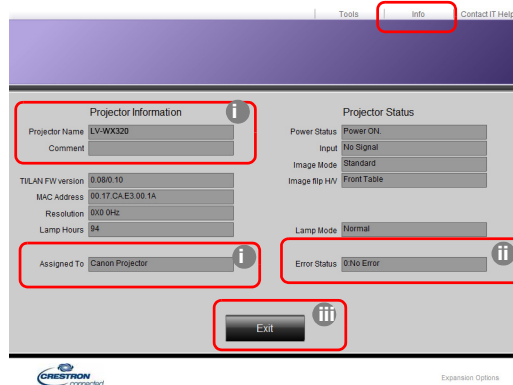 Tools Info Contact IT Help
Projector Information i Projector Status
Projector Name LV-WX320 Power Status Power ON.
Comment Input No Signal
Image Mode Standard
TI/LAN FW version 0.08/0.10 Image flip H/V Front Table
MAC Address 00.17.CA.E3.00.1A
Resolution 0X0 0Hz
Lamp Hours 94 Lamp Mode Normal
Assigned To Canon Projector i Error Status 0:No Error ii
Exit iii
CRESTRON connected Expansion Options